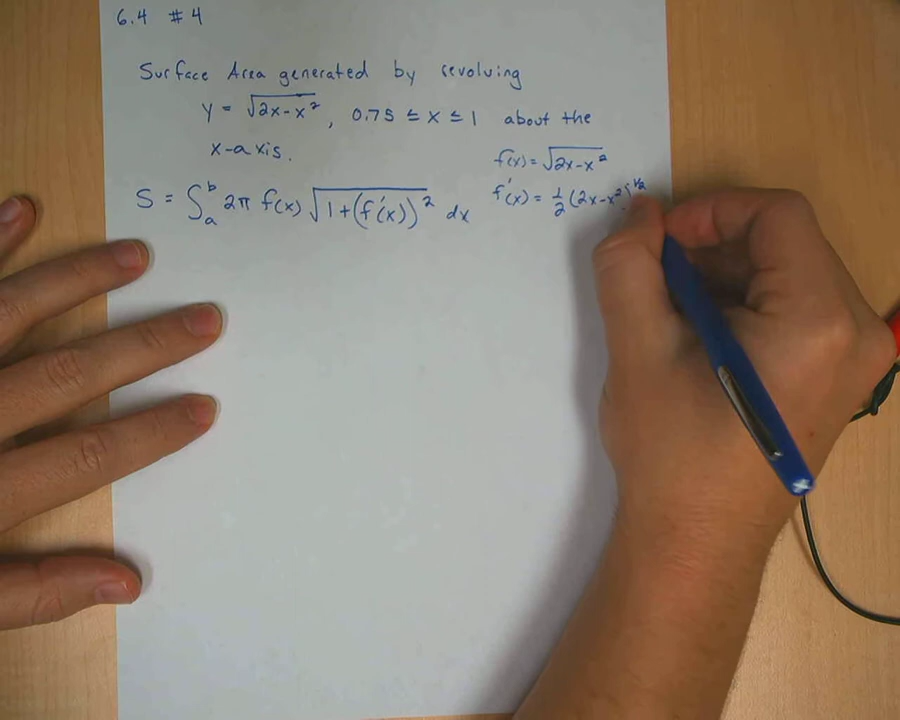 6.4 #4
Surface Area generated by revolving
y = √2x-x², 0.75 ≤ x ≤ 1 about the
x-axis.
f(x) = √2x-x²
S = ∫ₐᵇ 2π f(x) √1+(f'(x))² dx
f'(x) = ½(2x-x²)^1/2